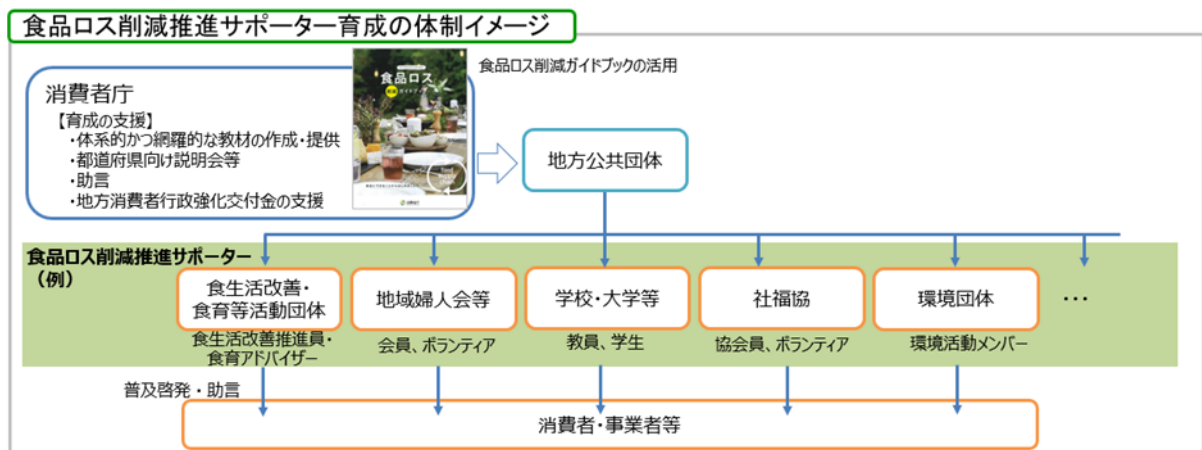 食品ロス削減推進サポーター育成の体制イメージ
食品ロス削減ガイドブックの活用
消費者庁
【育成の支援】
・体系的かつ網羅的な教材の作成・提供
・都道府県向け説明会等
・助言
・地方消費者行政強化交付金の支援
食品ロス
削減 ガイドブック
地方公共団体
食品ロス削減推進サポーター
（例）
食生活改善・
食育等活動団体
地域婦人会等
学校・大学等
社福協
環境団体
…
食生活改善推進員・
食育アドバイザー
会員、ボランティア
教員、学生
協会員、ボランティア
環境活動メンバー
普及啓発・助言
消費者・事業者等